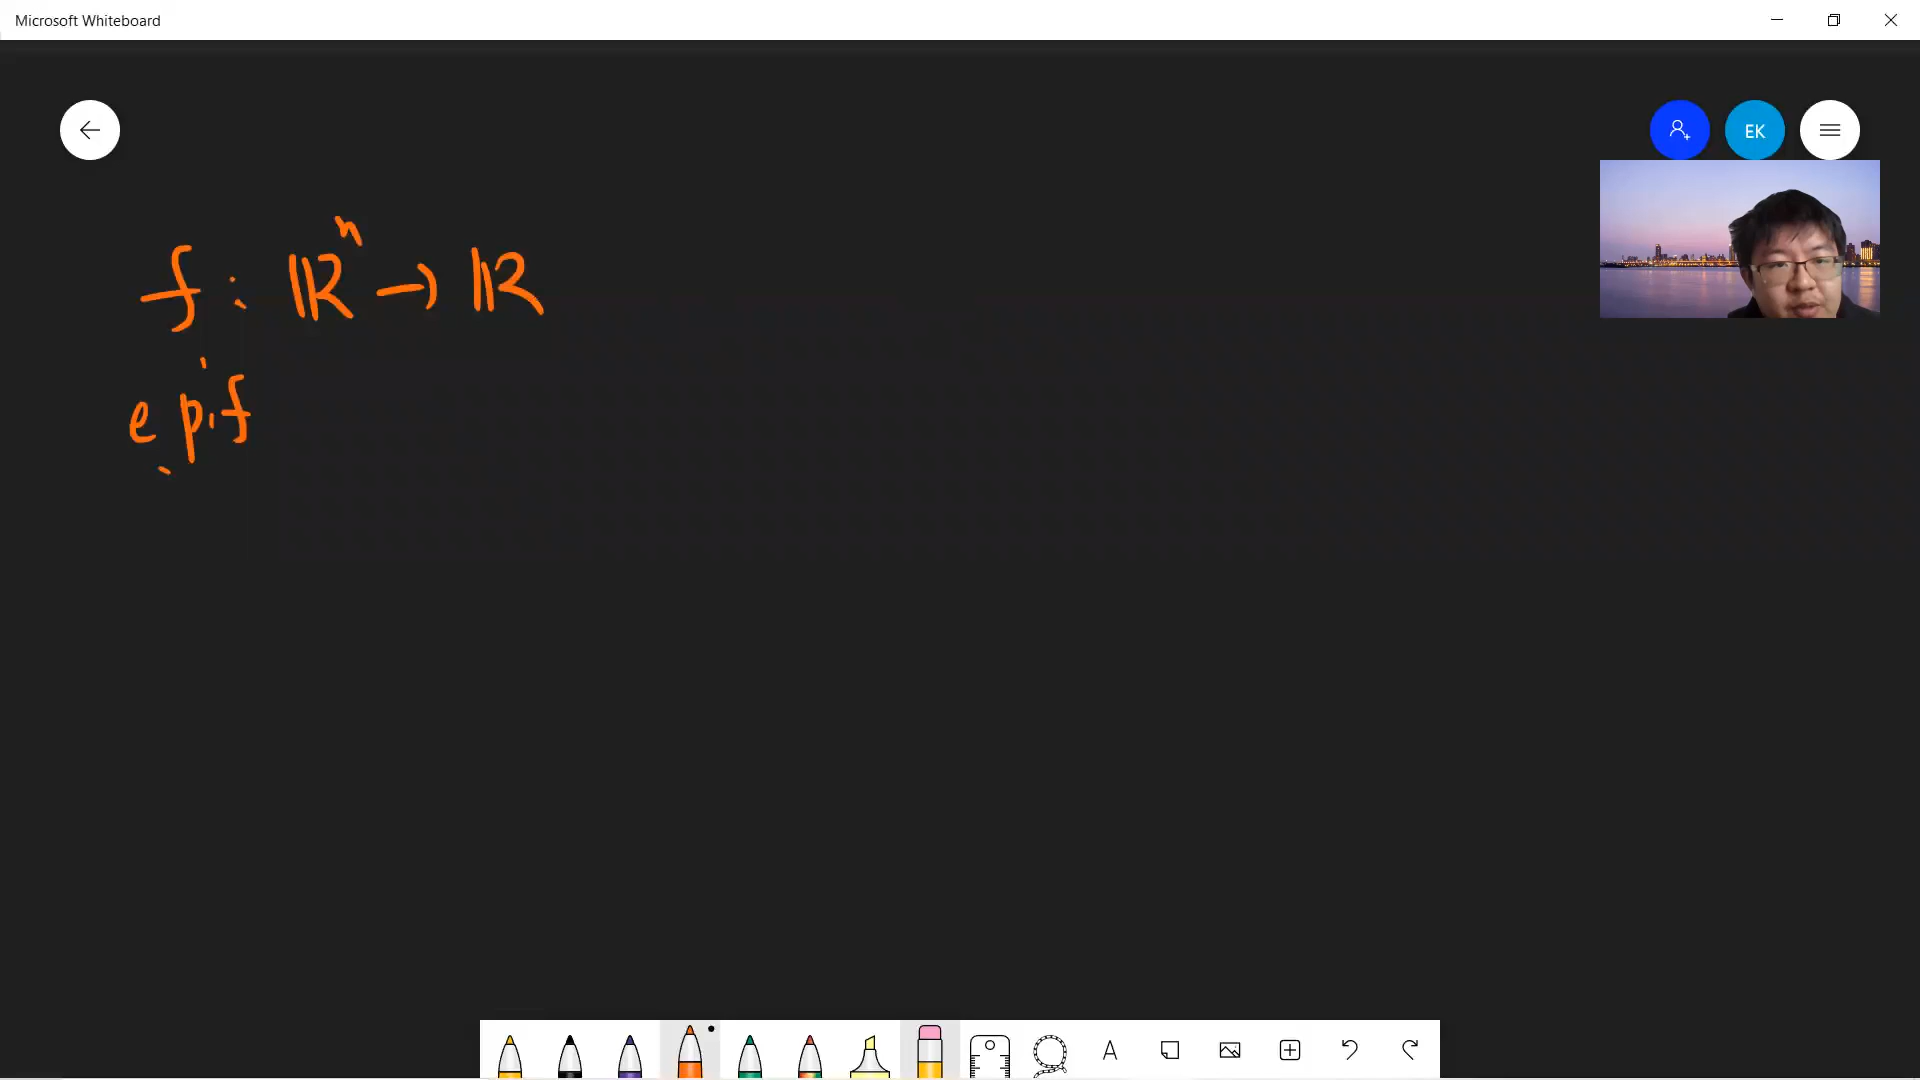 Microsoft Whiteboard
EK
f : ℝⁿ → ℝ
epi f
A